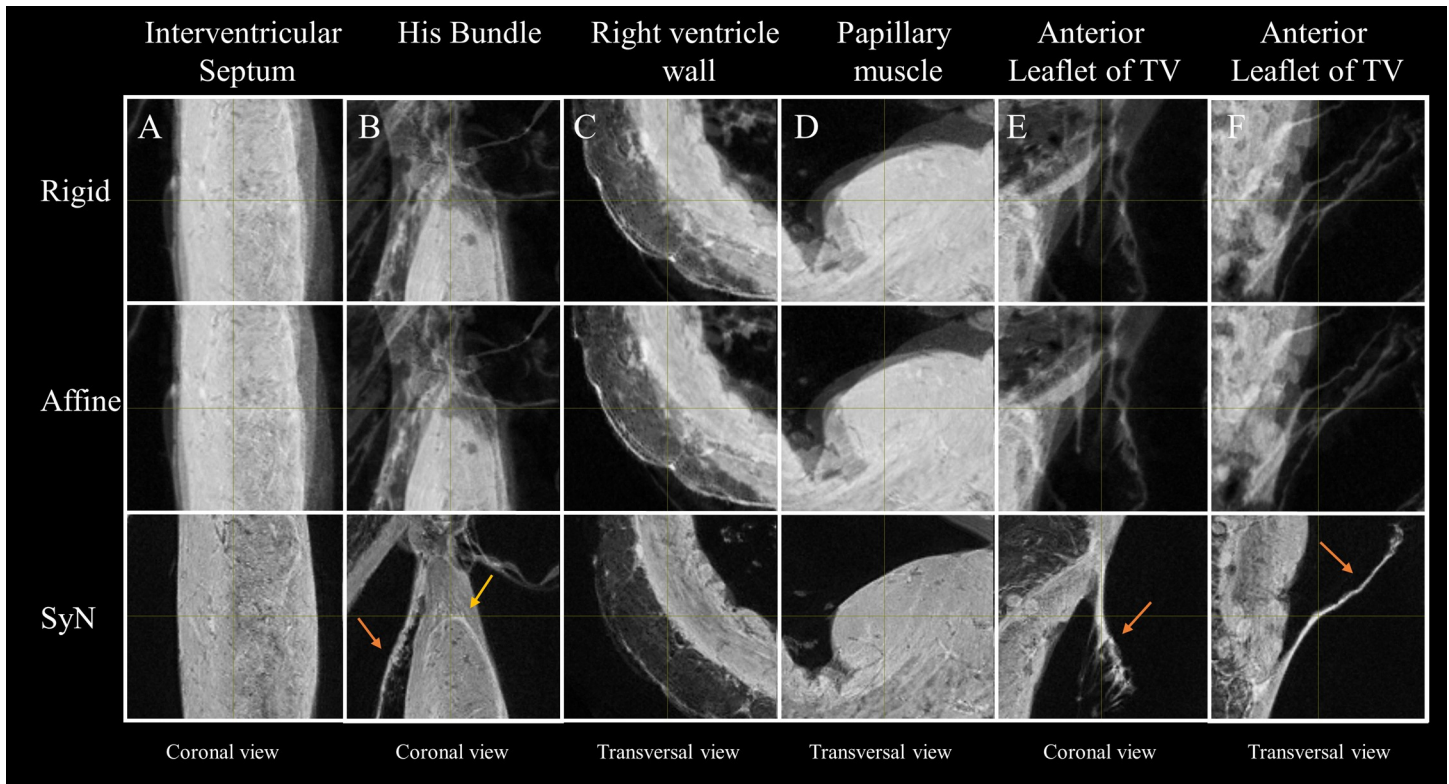 Interventricular
Septum
His Bundle
Right ventricle
wall
Papillary
muscle
Anterior
Leaflet of TV
Anterior
Leaflet of TV
A
B
C
D
E
F
Rigid
Affine
SyN
Coronal view
Coronal view
Transversal view
Transversal view
Coronal view
Transversal view